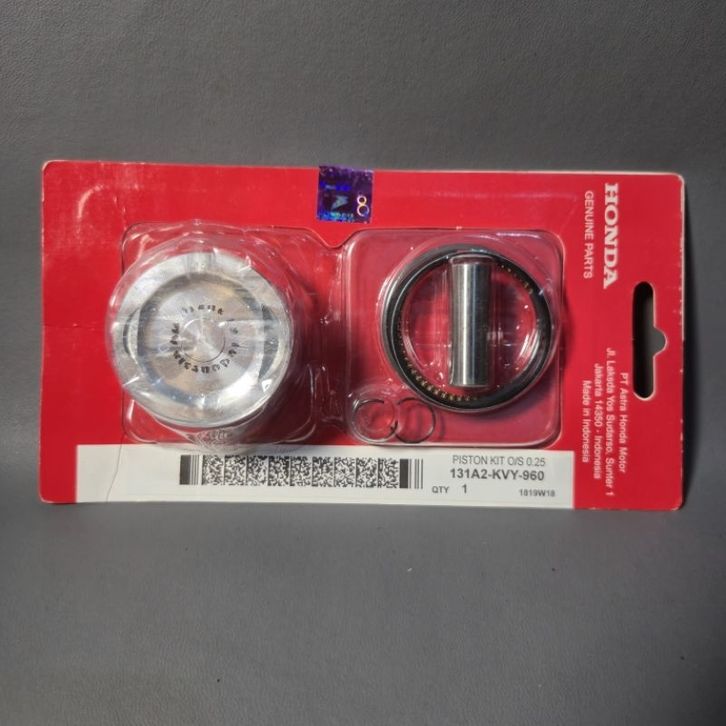 HONDA
GENUINE PARTS
PT Astra Honda Motor
Jl. Laksda Yos Sudarso, Sunter 1
Jakarta 14350 - Indonesia
Made in Indonesia
PISTON KIT O/S 0.25
131A2-KVY-960
QTY 1
1819W18